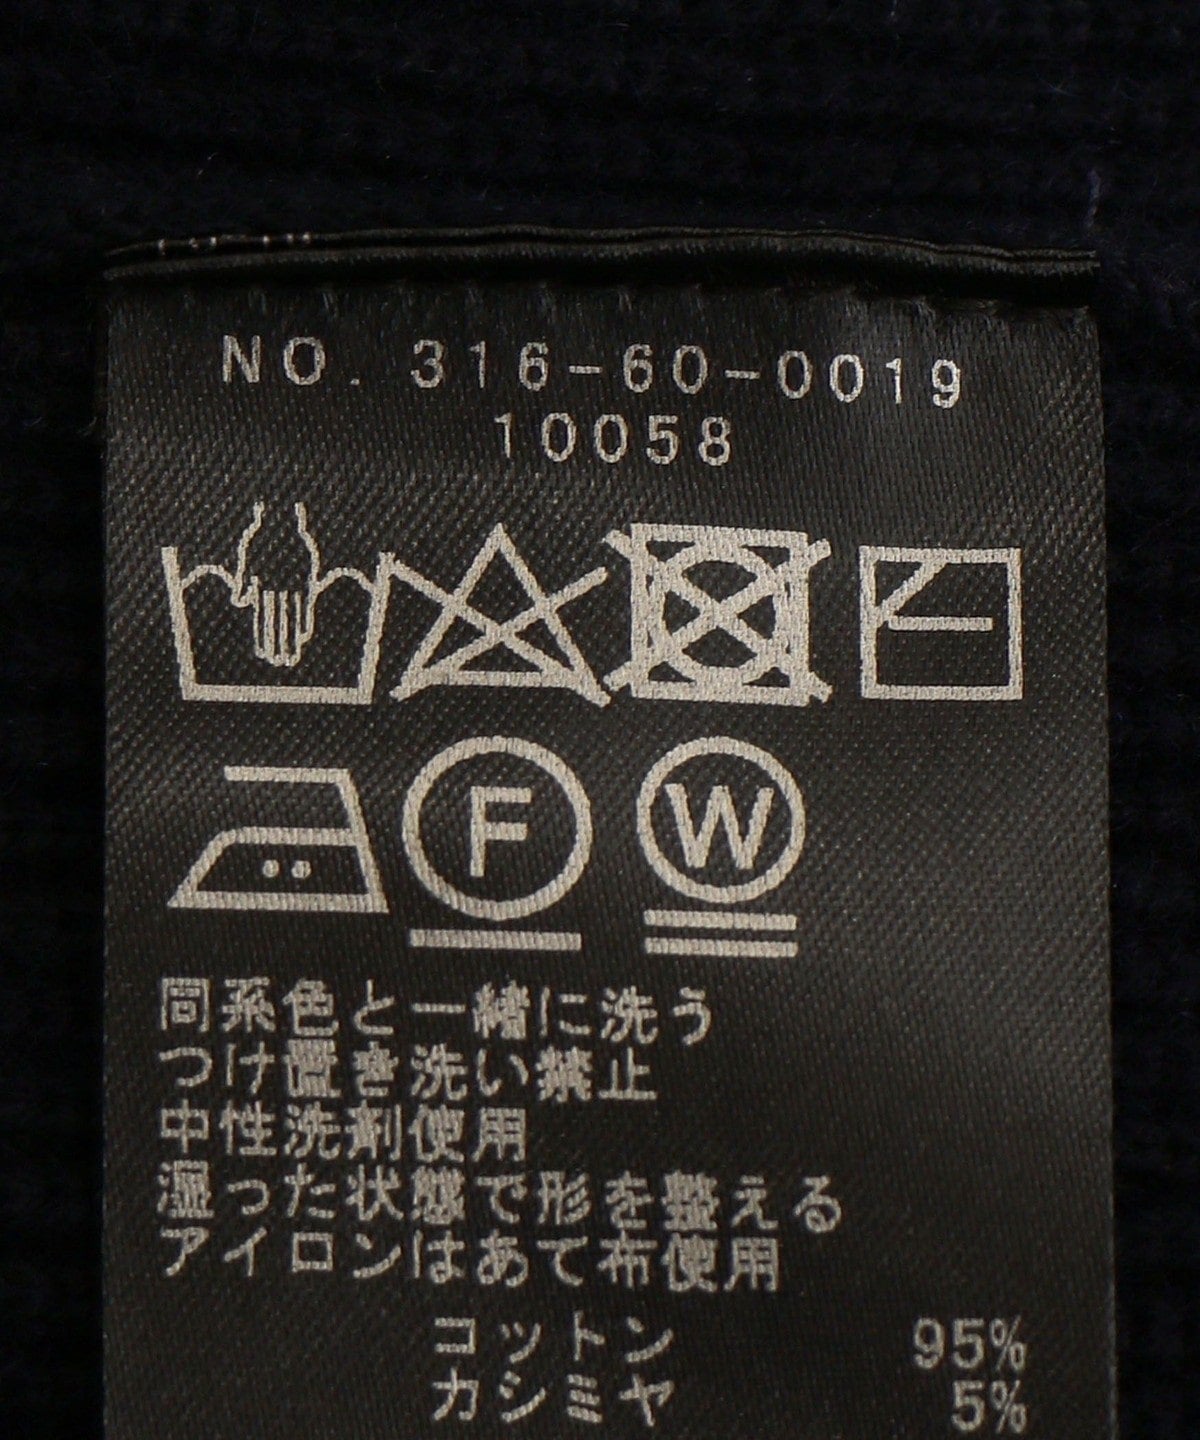 NO. 316-60-0019
10058
F W
同系色と一緒に洗う
つけ置き洗い禁止
中性洗剤使用
湿った状態で形を整える
アイロンはあて布使用
コットン 95%
カシミヤ 5%